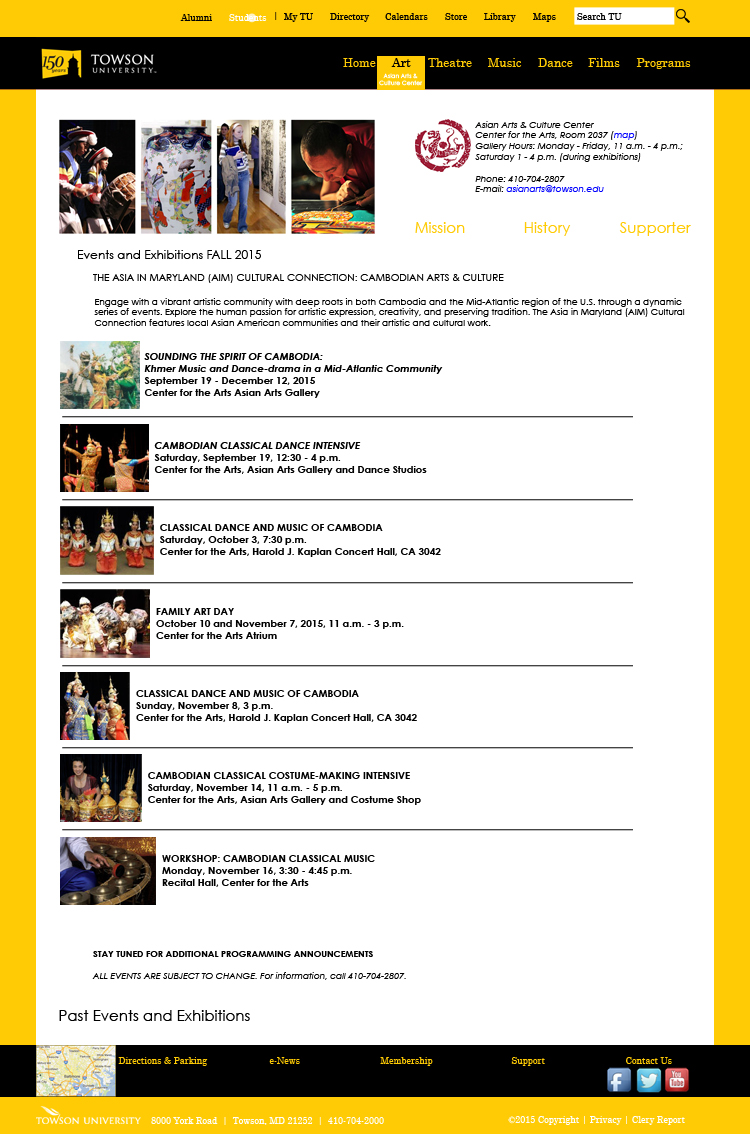 Alumni Students | My TU Directory Calendars Store Library Maps Search TU
150 years TOWSON UNIVERSITY
Home Art Theatre Music Dance Films Programs
Asian Arts & Culture Center
Asian Arts & Culture Center
Center for the Arts, Room 2037 (map)
Gallery Hours: Monday - Friday, 11 a.m. - 4 p.m.;
Saturday 1 - 4 p.m. (during exhibitions)
Phone: 410-704-2807
E-mail: asianarts@towson.edu
Mission History Supporter
Events and Exhibitions FALL 2015
THE ASIA IN MARYLAND (AIM) CULTURAL CONNECTION: CAMBODIAN ARTS & CULTURE
Engage with a vibrant artistic community with deep roots in both Cambodia and the Mid-Atlantic region of the U.S. through a dynamic
series of events. Explore the human passion for artistic expression, creativity, and preserving tradition. The Asia in Maryland (AIM) Cultural
Connection features local Asian American communities and their artistic and cultural work.
SOUNDING THE SPIRIT OF CAMBODIA:
Khmer Music and Dance-drama in a Mid-Atlantic Community
September 19 - December 12, 2015
Center for the Arts Asian Arts Gallery
CAMBODIAN CLASSICAL DANCE INTENSIVE
Saturday, September 19, 12:30 - 4 p.m.
Center for the Arts, Asian Arts Gallery and Dance Studios
CLASSICAL DANCE AND MUSIC OF CAMBODIA
Saturday, October 3, 7:30 p.m.
Center for the Arts, Harold J. Kaplan Concert Hall, CA 3042
FAMILY ART DAY
October 10 and November 7, 2015, 11 a.m. - 3 p.m.
Center for the Arts Atrium
CLASSICAL DANCE AND MUSIC OF CAMBODIA
Sunday, November 8, 3 p.m.
Center for the Arts, Harold J. Kaplan Concert Hall, CA 3042
CAMBODIAN CLASSICAL COSTUME-MAKING INTENSIVE
Saturday, November 14, 11 a.m. - 5 p.m.
Center for the Arts, Asian Arts Gallery and Costume Shop
WORKSHOP: CAMBODIAN CLASSICAL MUSIC
Monday, November 16, 3:30 - 4:45 p.m.
Recital Hall, Center for the Arts
STAY TUNED FOR ADDITIONAL PROGRAMMING ANNOUNCEMENTS
ALL EVENTS ARE SUBJECT TO CHANGE. For information, call 410-704-2807.
Past Events and Exhibitions
Directions & Parking e-News Membership Support Contact Us
You Tube
TOWSON UNIVERSITY 8000 York Road | Towson, MD 21252 | 410-704-2000 ©2015 Copyright | Privacy | Clery Report